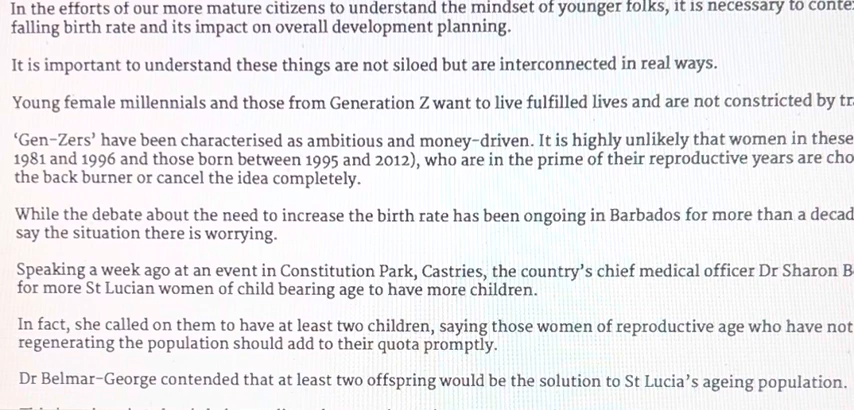 In the efforts of our more mature citizens to understand the mindset of younger folks, it is necessary to
falling birth rate and its impact on overall development planning.
It is important to understand these things are not siloed but are interconnected in real ways.
Young female millennials and those from Generation Z want to live fulfilled lives and are not constricted by
‘Gen-Zers’ have been characterised as ambitious and money-driven. It is highly unlikely that women in these
1981 and 1996 and those born between 1995 and 2012), who are in the prime of their reproductive years are
the back burner or cancel the idea completely.
While the debate about the need to increase the birth rate has been ongoing in Barbados for more than a
say the situation there is worrying.
Speaking a week ago at an event in Constitution Park, Castries, the country’s chief medical officer Dr Sharon
for more St Lucian women of child bearing age to have more children.
In fact, she called on them to have at least two children, saying those women of reproductive age who have not
regenerating the population should add to their quota promptly.
Dr Belmar-George contended that at least two offspring would be the solution to St Lucia’s ageing population.